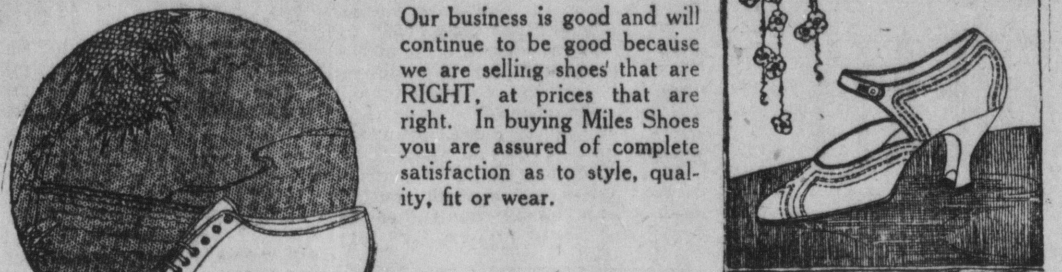 Our business is good and will
continue to be good because
we are selling shoes that are
RIGHT, at prices that are
right. In buying Miles Shoes
you are assured of complete
satisfaction as to style, qual-
ity, fit or wear.